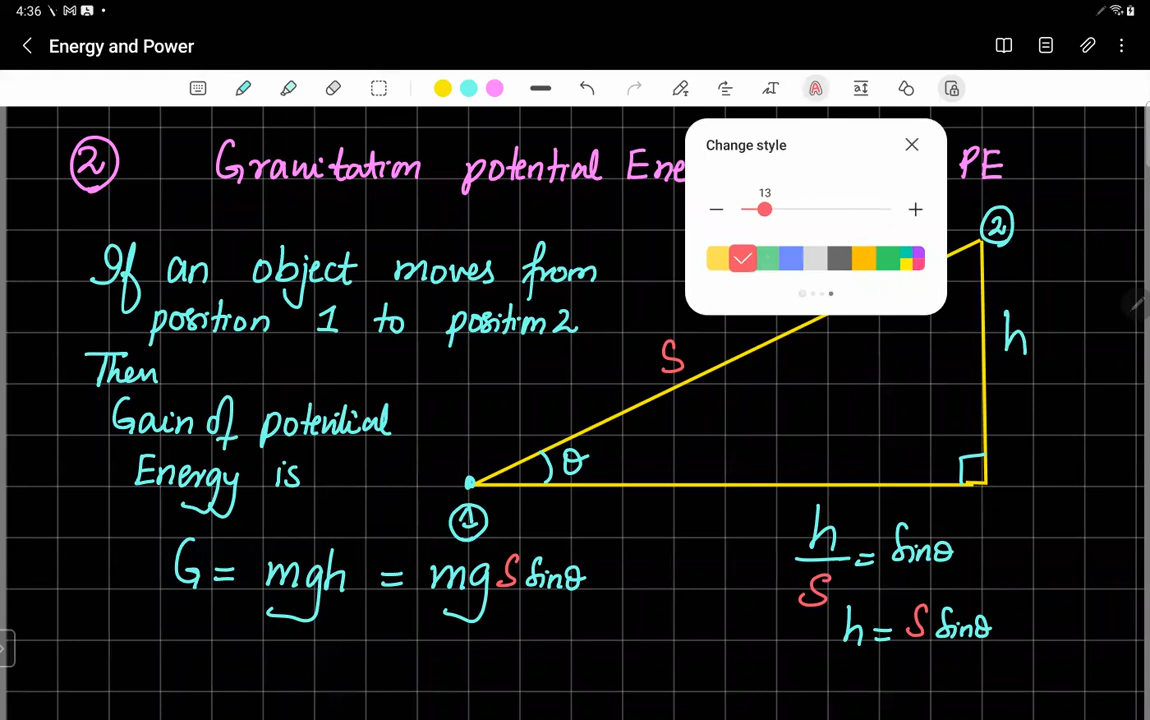 4:36
Energy and Power
Change style
13
② Gravitation potential Ene PE
If an object moves from
position 1 to position 2
Then
Gain of potential
Energy is
G = mgh = mg S sinθ
②
S
h
θ
①
h/S = sinθ
h = S sinθ